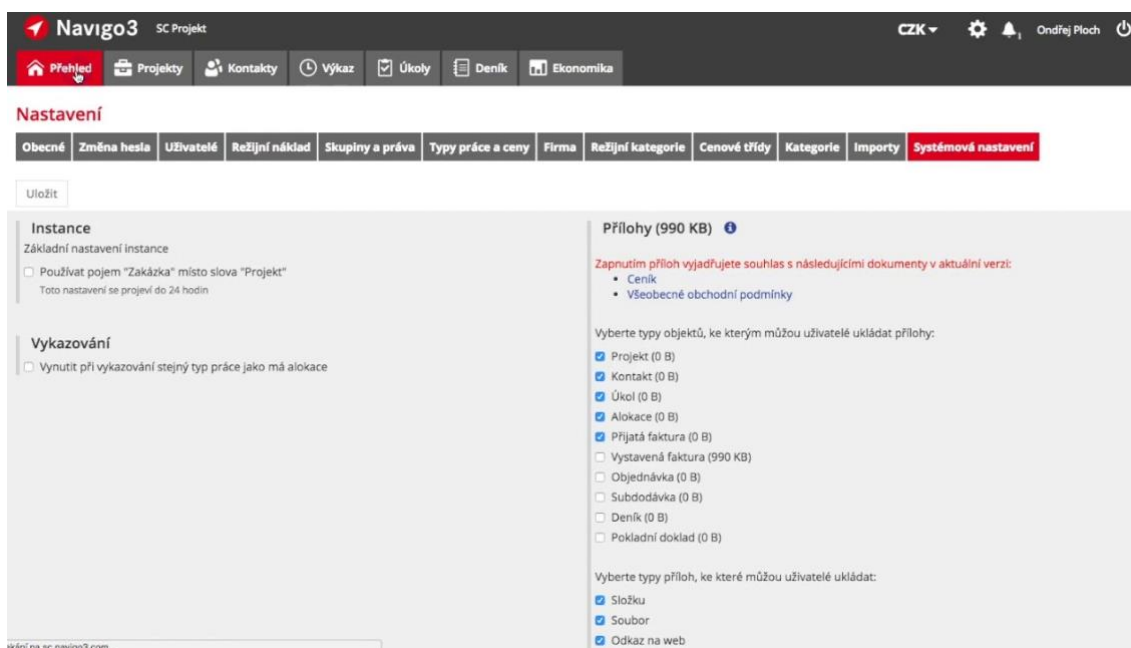 Navigo3 SC Projekt CZK Ondřej Ploch
Přehled Projekty Kontakty Výkaz Úkoly Deník Ekonomika
Nastavení
Obecné Změna hesla Uživatelé Režijní náklad Skupiny a práva Typy práce a ceny Firma Režijní kategorie Cenové třídy Kategorie Importy Systémová nastavení
Uložit
Instance
Základní nastavení instance
Používat pojem "Zakázka" místo slova "Projekt"
Toto nastavení se projeví do 24 hodin
Vykazování
Vynutit při vykazování stejný typ práce jako má alokace
Přílohy (990 KB)
Zapnutím příloh vyjadřujete souhlas s následujícími dokumenty v aktuální verzi:
Ceník
Všeobecné obchodní podmínky
Vyberte typy objektů, ke kterým můžou uživatelé ukládat přílohy:
Projekt (0 B)
Kontakt (0 B)
Úkol (0 B)
Alokace (0 B)
Přijatá faktura (0 B)
Vystavená faktura (990 KB)
Objednávka (0 B)
Subdodávka (0 B)
Deník (0 B)
Pokladní doklad (0 B)
Vyberte typy příloh, ke které můžou uživatelé ukládat:
Složku
Soubor
Odkaz na web